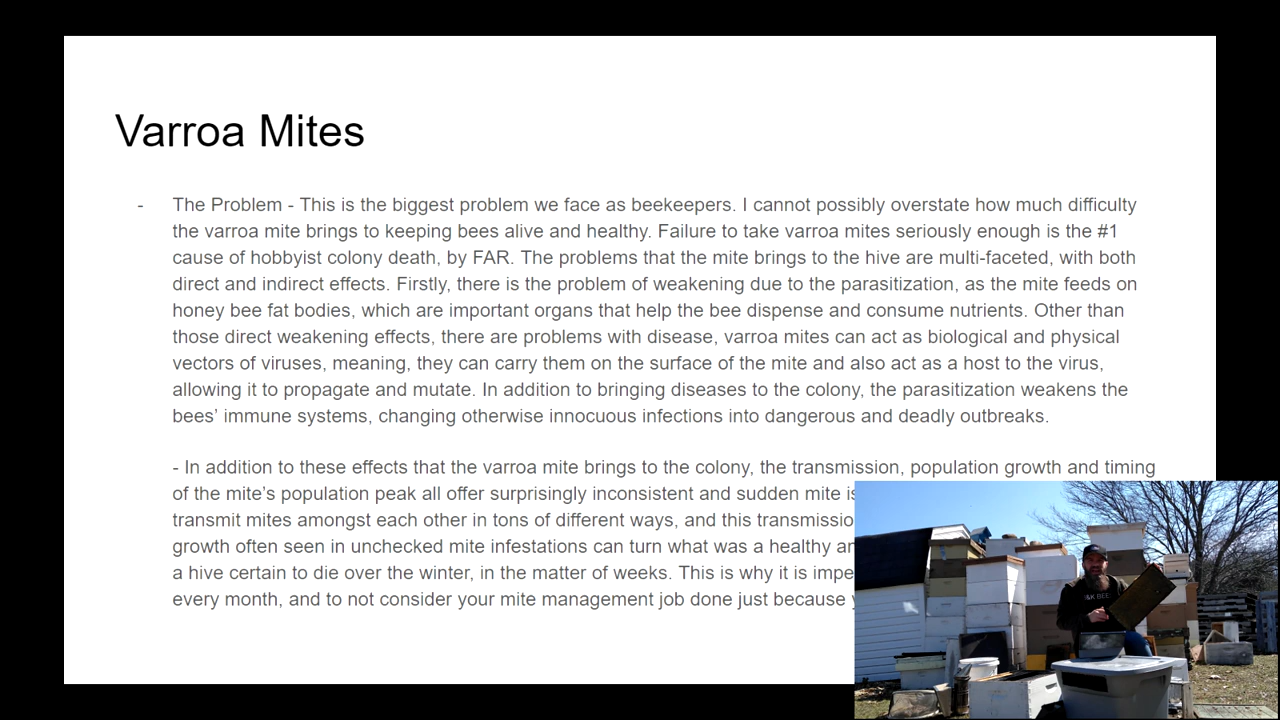 Varroa Mites
- The Problem - This is the biggest problem we face as beekeepers. I cannot possibly overstate how much difficulty
the varroa mite brings to keeping bees alive and healthy. Failure to take varroa mites seriously enough is the #1
cause of hobbyist colony death, by FAR. The problems that the mite brings to the hive are multi-faceted, with both
direct and indirect effects. Firstly, there is the problem of weakening due to the parasitization, as the mite feeds on
honey bee fat bodies, which are important organs that help the bee dispense and consume nutrients. Other than
those direct weakening effects, there are problems with disease, varroa mites can act as biological and physical
vectors of viruses, meaning, they can carry them on the surface of the mite and also act as a host to the virus,
allowing it to propagate and mutate. In addition to bringing diseases to the colony, the parasitization weakens the
bees' immune systems, changing otherwise innocuous infections into dangerous and deadly outbreaks.
- In addition to these effects that the varroa mite brings to the colony, the transmission, population growth and timing
of the mite's population peak all offer surprisingly inconsistent and sudden mite
transmit mites amongst each other in tons of different ways, and this
growth often seen in unchecked mite infestations can turn what was a healthy
a hive certain to die over the winter, in the matter of weeks. This is why it is
every month, and to not consider your mite management job done just because